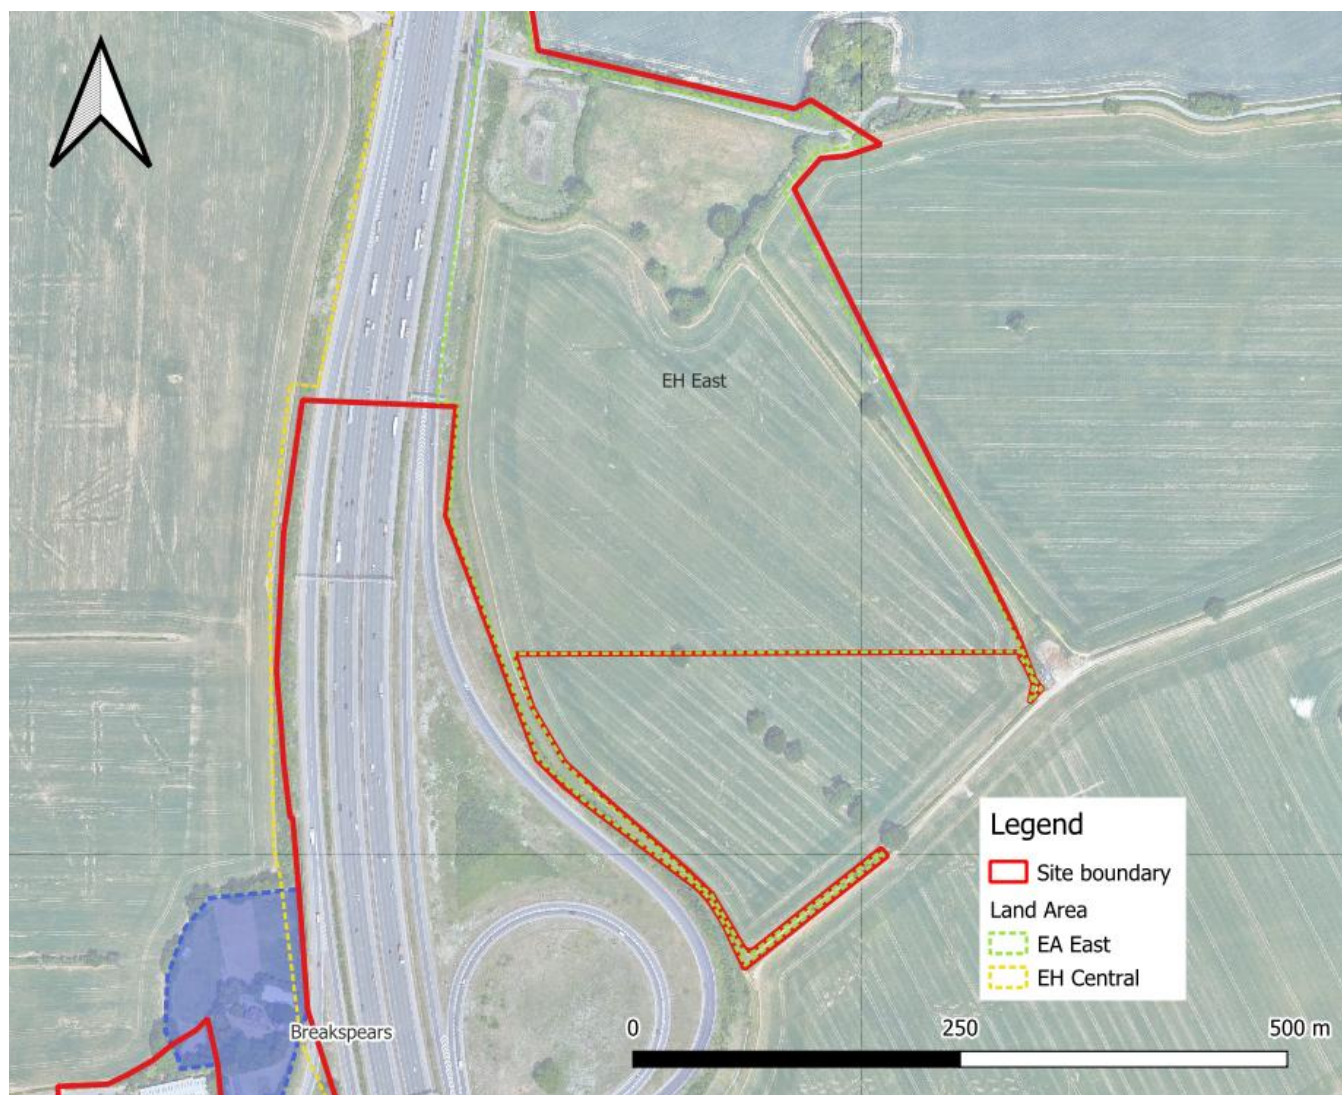 EH East
Legend
Site boundary
Land Area
EA East
EH Central
Breakspears
0 250 500 m